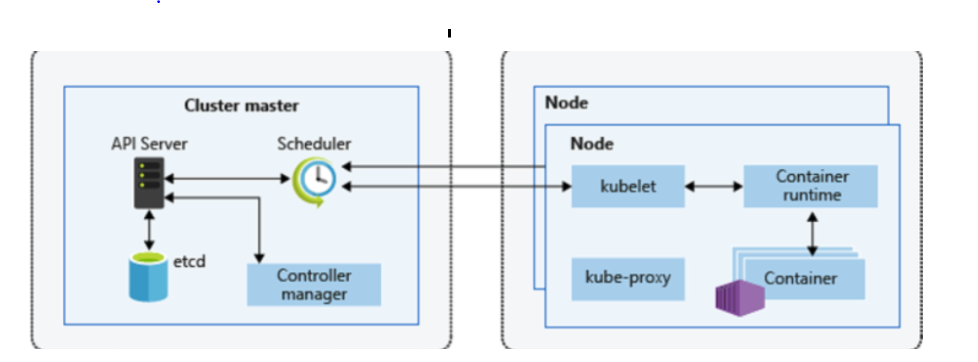 Cluster master
API Server
Scheduler
etcd
Controller
manager
Node
Node
kubelet
Container
runtime
kube-proxy
Container